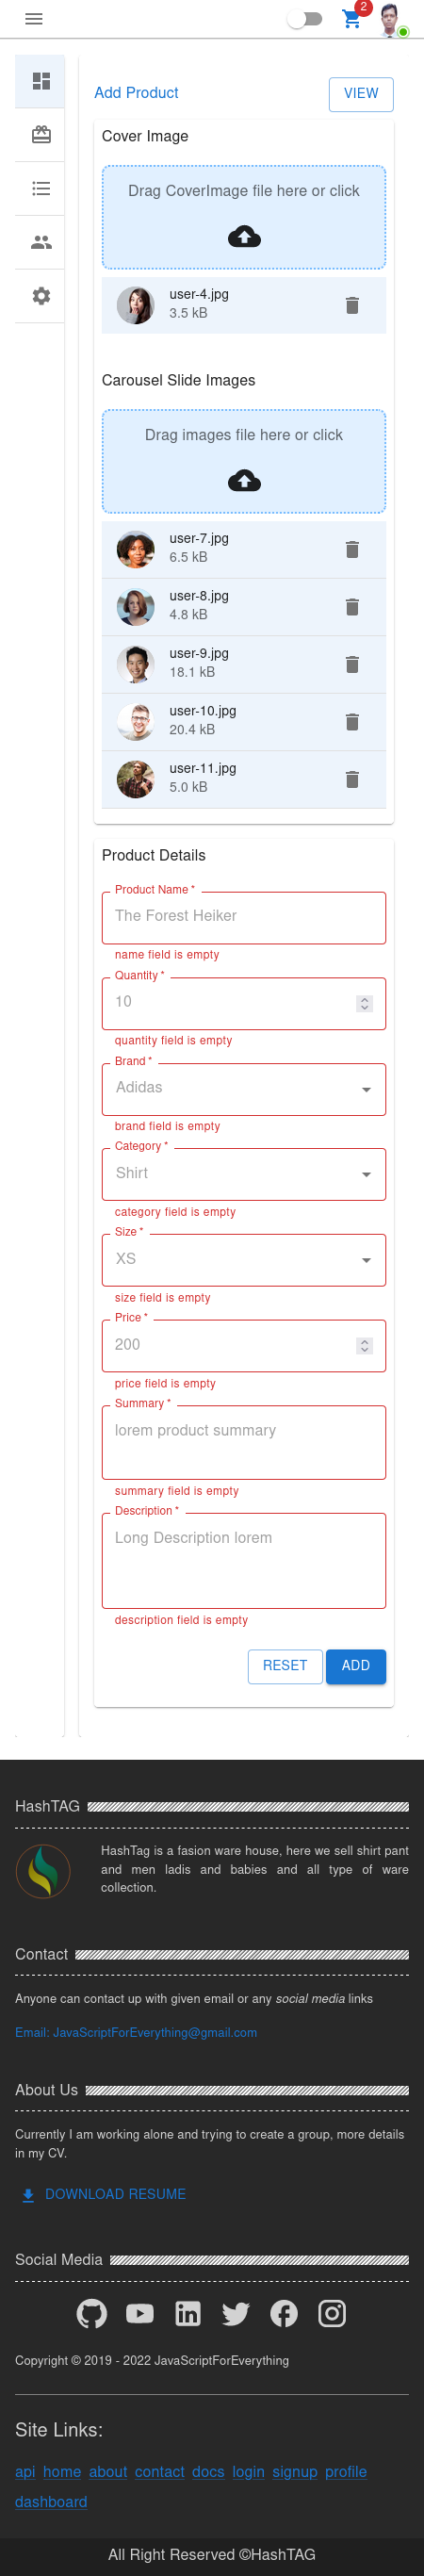 2
Add Product
VIEW
Cover Image
Drag CoverImage file here or click
user-4.jpg
3.5 kB
Carousel Slide Images
Drag images file here or click
user-7.jpg
6.5 kB
user-8.jpg
4.8 kB
user-9.jpg
18.1 kB
user-10.jpg
20.4 kB
user-11.jpg
5.0 kB
Product Details
Product Name *
The Forest Heiker
name field is empty
Quantity *
10
quantity field is empty
Brand *
Adidas
brand field is empty
Category *
Shirt
category field is empty
Size *
XS
size field is empty
Price *
200
price field is empty
Summary *
lorem product summary
summary field is empty
Description *
Long Description lorem
description field is empty
RESET
ADD
HashTAG
HashTag is a fasion ware house, here we sell shirt pant
and men ladis and babies and all type of ware
collection.
Contact
Anyone can contact up with given email or any social media links
Email: JavaScriptForEverything@gmail.com
About Us
Currently I am working alone and trying to create a group, more details
in my CV.
DOWNLOAD RESUME
Social Media
Copyright © 2019 - 2022 JavaScriptForEverything
Site Links:
api home about contact docs login signup profile
dashboard
All Right Reserved ©HashTAG